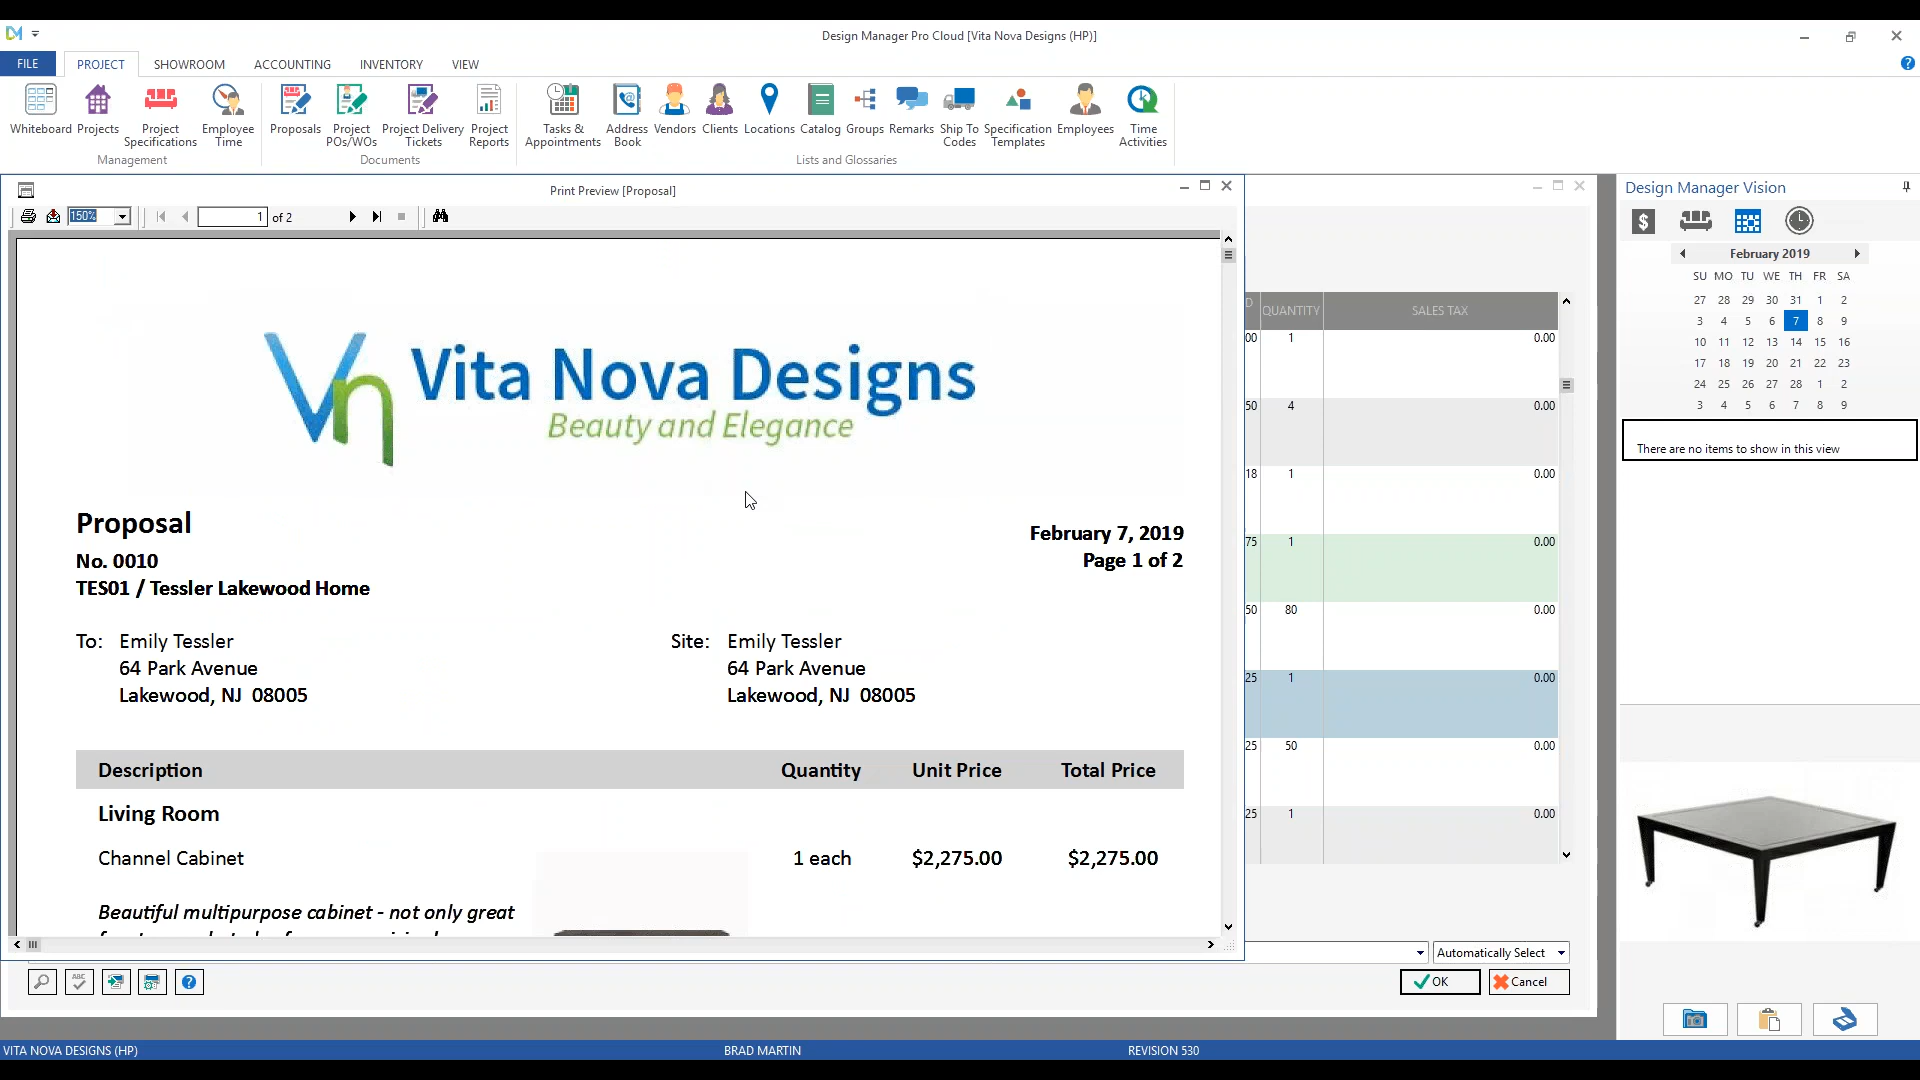 Design Manager Pro Cloud [Vita Nova Designs (HP)]
FILE PROJECT SHOWROOM ACCOUNTING INVENTORY VIEW
Whiteboard Projects Project Specifications Employee Time
Management
Proposals Project POs/WOs Project Delivery Tickets Project Reports
Documents
Tasks & Appointments Address Book Vendors Clients Locations Catalog Groups Remarks Ship To Codes Specification Templates Employees Time Activities
Lists and Glossaries
Print Preview [Proposal]
150% 1 of 2
Vn Vita Nova Designs
Beauty and Elegance
Proposal
No. 0010
TES01 / Tessler Lakewood Home
February 7, 2019
Page 1 of 2
To: Emily Tessler
64 Park Avenue
Lakewood, NJ 08005
Site: Emily Tessler
64 Park Avenue
Lakewood, NJ 08005
Description Quantity Unit Price Total Price
Living Room
Channel Cabinet 1 each $2,275.00 $2,275.00
Beautiful multipurpose cabinet - not only great
D QUANTITY SALES TAX
00 1 0.00
50 4 0.00
18 1 0.00
75 1 0.00
50 80 0.00
25 1 0.00
25 50 0.00
25 1 0.00
Automatically Select
ABC
OK Cancel
Design Manager Vision
$
February 2019
SU MO TU WE TH FR SA
27 28 29 30 31 1 2
3 4 5 6 7 8 9
10 11 12 13 14 15 16
17 18 19 20 21 22 23
24 25 26 27 28 1 2
3 4 5 6 7 8 9
There are no items to show in this view
VITA NOVA DESIGNS (HP) BRAD MARTIN REVISION 530